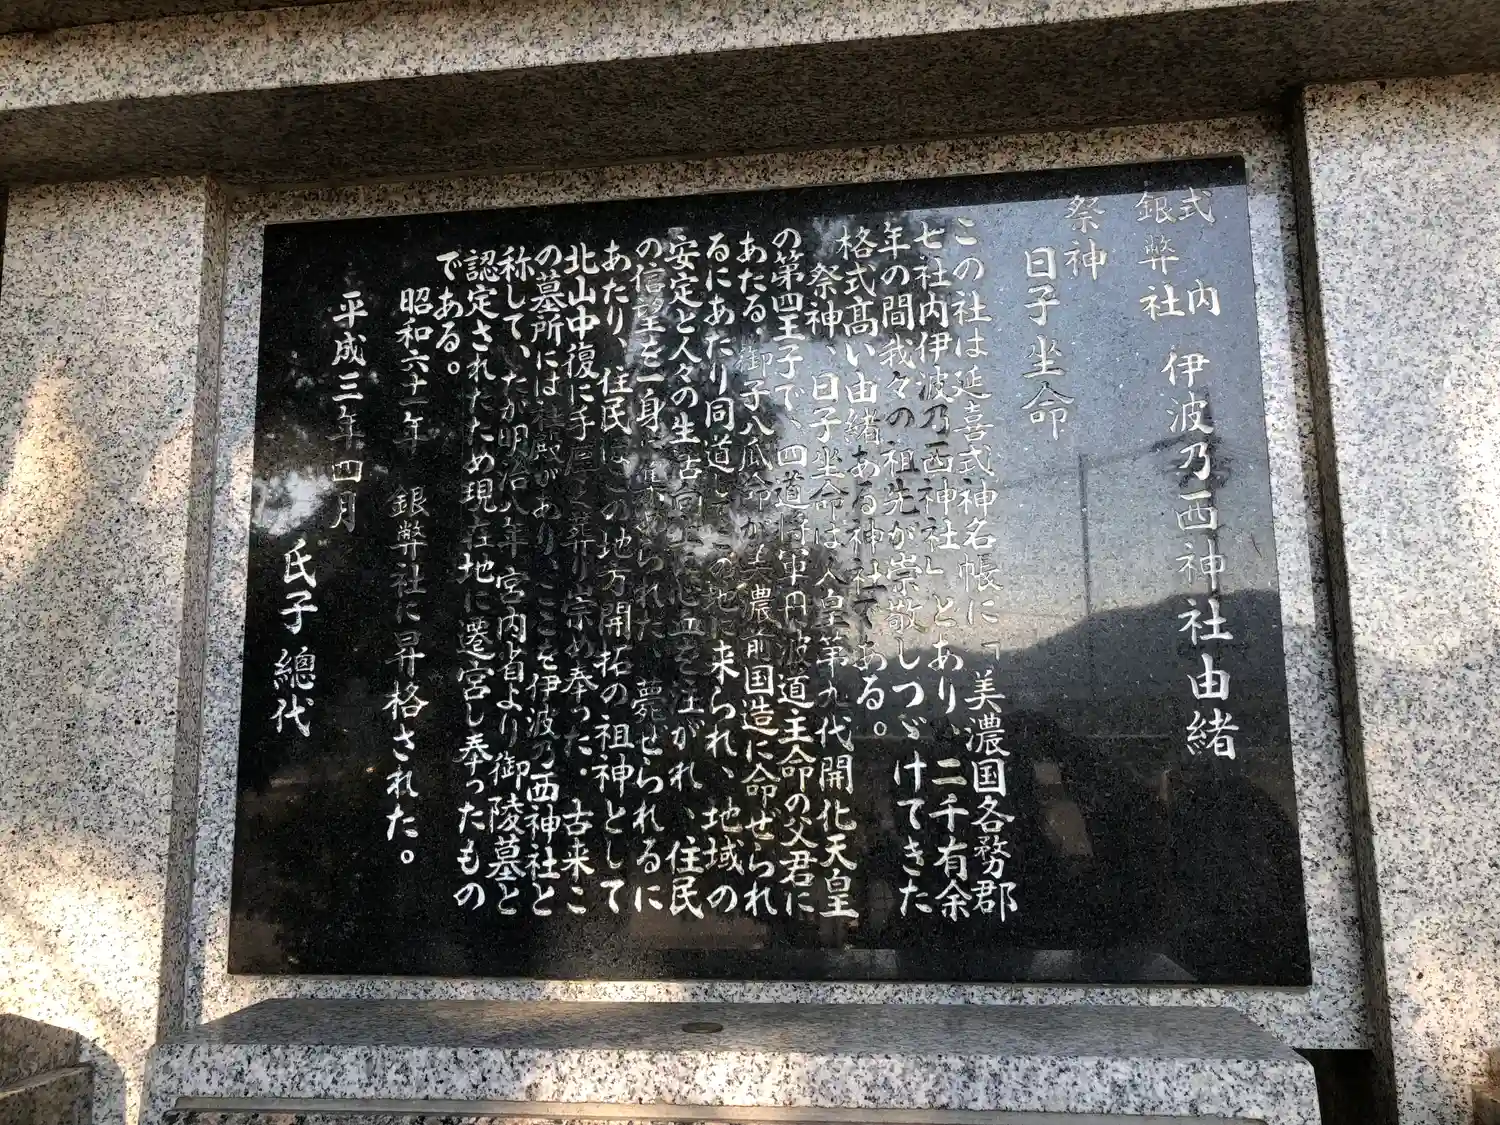 式内
銀弊社
伊波乃西神社由緒
祭神
日子坐命
この社は延喜式神名帳に「美濃国各務郡
七社内伊波乃西神社」とあり、二千有余
年の間我々の祖先が崇敬しつゞけてきた
格式髙い由緒ある神社である。
祭神、日子坐命は人皇第九代開化天皇
の第四王子で、四道将軍丹波道主命の父君に
あたる、御子八瓜命が美濃前国造に命ぜられ
るにあたり同道してこの地に来られ、地域の
安定と人々の生古向上に心血を注がれ、住民
の信望を一身に集めあられた、薨せられるに
あたり、住民はこの地方開拓の祖神として
北山中復に手厚く葬り宗め奉った。古来こ
の墓所には社殿があり、ここを伊波乃西神社と
称して、いたが明治八年宮内省より御陵墓と
認定されたため現在地に遷宮し奉ったもの
である。
昭和六十一年 銀弊社に昇格された。
平成三年四月 氏子總代